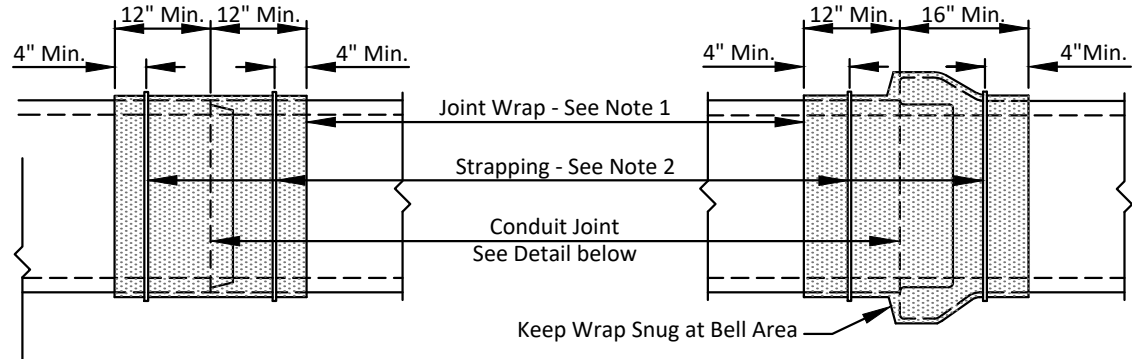 12" Min. 12" Min. 12" Min. 16" Min.
4" Min. 4" Min. 4" Min. 4"Min.
Joint Wrap - See Note 1
Strapping - See Note 2
Conduit Joint
See Detail below
Keep Wrap Snug at Bell Area